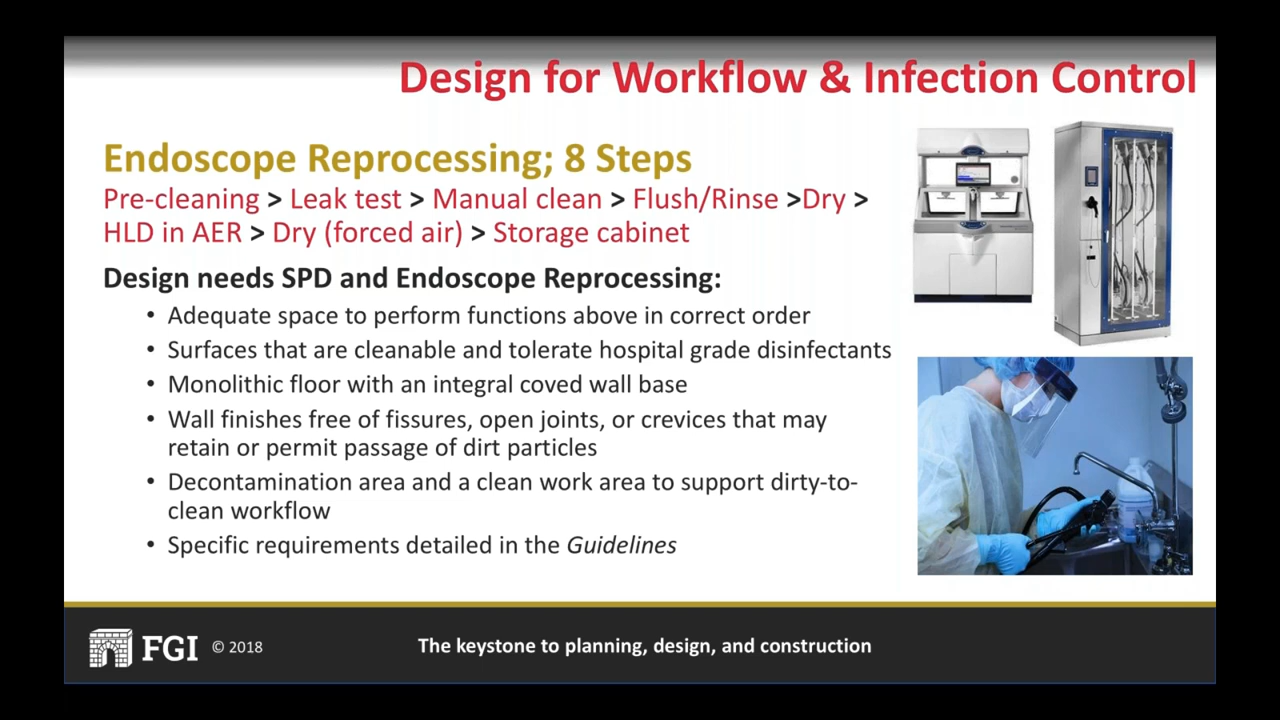 Design for Workflow & Infection Control
Endoscope Reprocessing; 8 Steps
Pre-cleaning > Leak test > Manual clean > Flush/Rinse >Dry >
HLD in AER > Dry (forced air) > Storage cabinet
Design needs SPD and Endoscope Reprocessing:
• Adequate space to perform functions above in correct order
• Surfaces that are cleanable and tolerate hospital grade disinfectants
• Monolithic floor with an integral coved wall base
• Wall finishes free of fissures, open joints, or crevices that may
retain or permit passage of dirt particles
• Decontamination area and a clean work area to support dirty-to-
clean workflow
• Specific requirements detailed in the Guidelines
FGI © 2018
The keystone to planning, design, and construction